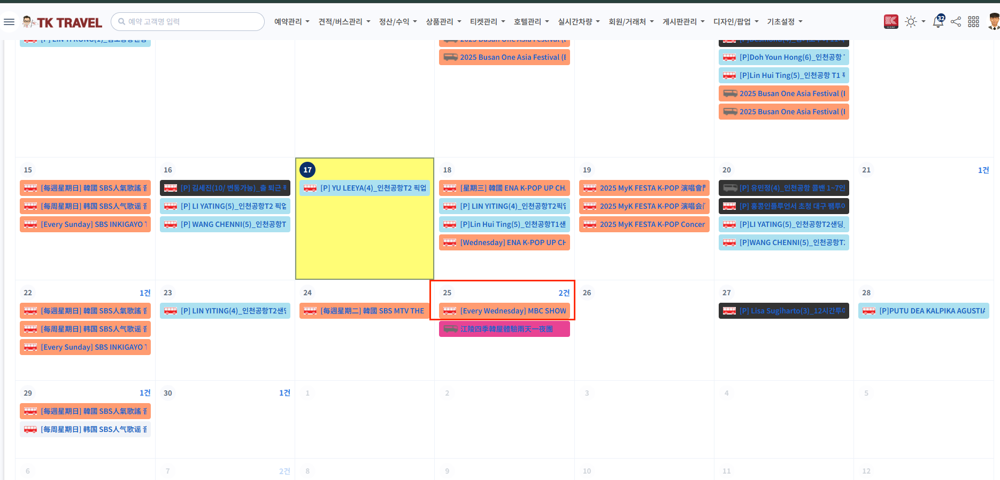 TK TRAVEL
예약 고객명 입력
예약관리 견적/버스관리 정산/수익 상품관리 티켓관리 호텔관리 실시간차량 회원/거래처 게시판관리 디자인/팝업 기초설정
EC
32
2025 Busan One Asia Festival (E
[P]Doh Youn Hong(6)_인천공항
[P]Lin Hui Ting(5)_인천공항 T1 픽
2025 Busan One Asia Festival (
2025 Busan One Asia Festival (
15
[每週星期日] 韓國 SBS人氣歌謠 音
[每周星期日] 韩国 SBS人气歌谣 音
[Every Sunday] SBS INKIGAYO T
16
[P] 김세진(10/ 변동가능)_출 퇴근 픽
[P] LI YATING(5)_인천공항T2 픽업
[P] WANG CHENNI(5)_인천공항T
17
[P] YU LEEYA(4)_인천공항T2 픽업
18
[星期三] 韓國 ENA K-POP UP CH
[P] LIN YITING(4)_인천공항T2픽업
[P]Lin Hui Ting(5)_인천공항T1샌
[Wednesday] ENA K-POP UP CH
19
2025 MyK FESTA K-POP 演唱會門
2025 MyK FESTA K-POP 演唱会门
2025 MyK FESTA K-POP Concer
20
[P] 유민정(4)_인천공항 콜밴 1~7인
[P] 홍콩인플루언서 초청 대구 팸투어
[P]LI YATING(5)_인천공항T2샌딩_
[P]WANG CHENNI(5)_인천공항T2
21
1건
22
1건
[每週星期日] 韓國 SBS人氣歌謠 音
[每周星期日] 韩国 SBS人气歌谣 音
[Every Sunday] SBS INKIGAYO T
23
[P] LIN YITING(4)_인천공항T2샌딩
24
[每週星期二] 韓國 SBS MTV THE
25
2건
[Every Wednesday] MBC SHOW
江陵四季韓屋體驗兩天一夜團
26
27
[P] Lisa Sugiharto(3)_12시간투어
28
[P]PUTU DEA KALPIKA AGUSTIA
29
1건
[每週星期日] 韓國 SBS人氣歌謠 音
[每周星期日] 韩国 SBS人气歌谣 音
30
1건
1
2
3
4
5
6
7
2건
8
9
10
11
12